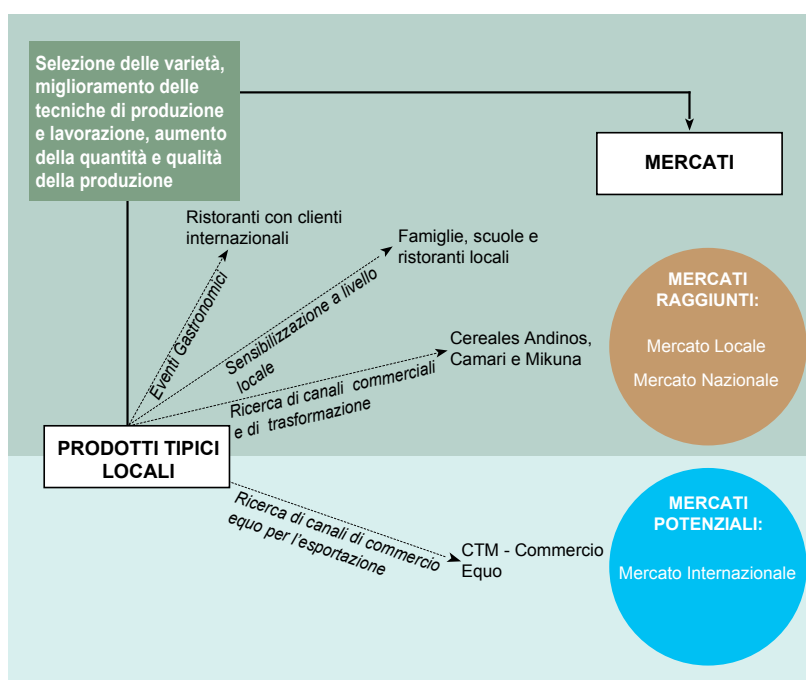 Selezione delle varietà,
miglioramento delle
tecniche di produzione
e lavorazione, aumento
della quantità e qualità
della produzione
MERCATI
Ristoranti con clienti
internazionali
Famiglie, scuole e
ristoranti locali
Eventi Gastronomici
Sensibilizzazione a livello
locale
Cereales Andinos,
Camari e Mikuna
Ricerca di canali commerciali
e di trasformazione
MERCATI
RAGGIUNTI:
Mercato Locale
Mercato Nazionale
PRODOTTI TIPICI
LOCALI
Ricerca di canali di commercio
equo per l'esportazione
CTM - Commercio
Equo
MERCATI
POTENZIALI:
Mercato Internazionale